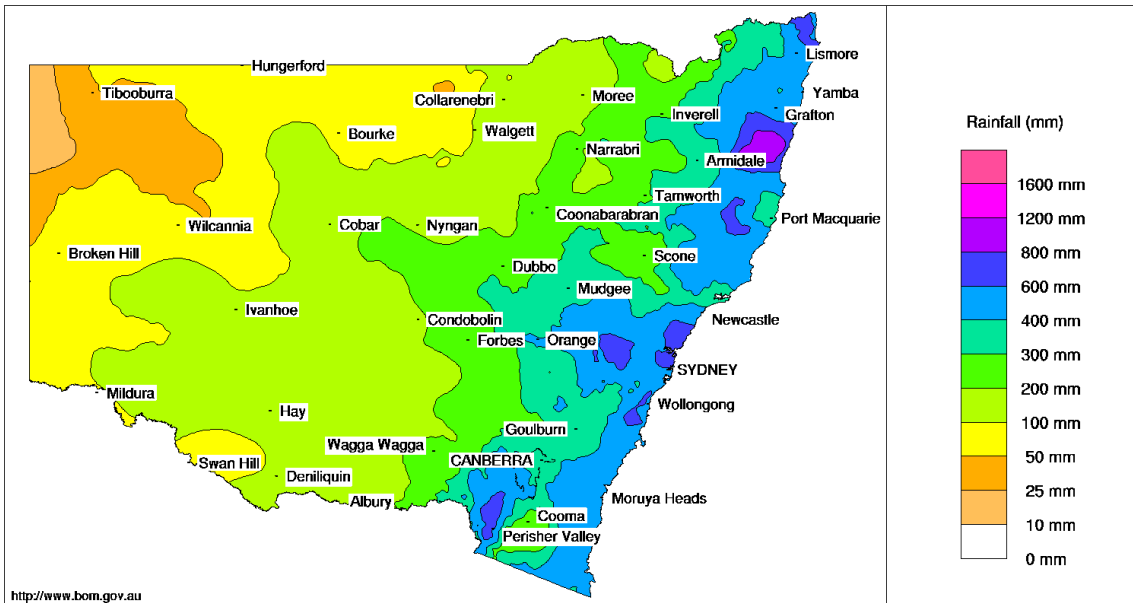 Hungerford
Lismore
Tibooburra
Collarenebri
Moree
Yamba
Inverell
Grafton
Bourke
Walgett
Narrabri
Armidale
Tamworth
Coonabarabran
Port Macquarie
Wilcannia
Cobar
Nyngan
Broken Hill
Scone
Dubbo
Mudgee
Ivanhoe
Condobolin
Newcastle
Forbes
Orange
SYDNEY
Mildura
Wollongong
Hay
Goulburn
Wagga Wagga
Swan Hill
CANBERRA
Deniliquin
Albury
Moruya Heads
Cooma
Perisher Valley
http://www.bom.gov.au
Rainfall (mm)
1600 mm
1200 mm
800 mm
600 mm
400 mm
300 mm
200 mm
100 mm
50 mm
25 mm
10 mm
0 mm